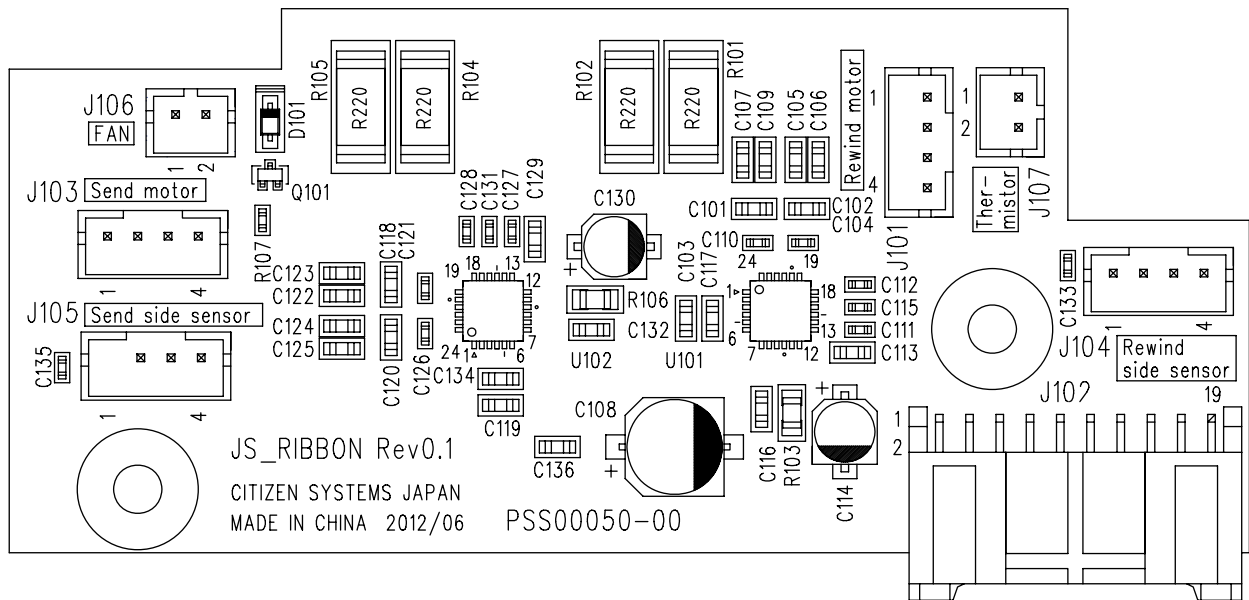 J106
FAN
1
2
D101
Q101
R105
R220
R220
R104
R102
R220
R220
R101
C107
C109
C105
C106
Rewind motor
1
4
J101
1
2
J107
Ther-
mistor
J103
Send motor
1
4
R107
C128
C131
C127
C129
C130
+
C101
C102
C104
C110
24
19
C118
C121
C123
C122
C124
C125
C120
C126
19
18
13
12
7
6
1
24
C134
C119
R106
C132
U102
C103
C117
U101
1
6
7
12
13
18
C112
C115
C111
C113
C133
1
4
J104
Rewind
side sensor
J105
Send side sensor
C135
1
4
C108
+
C136
C116
R103
+
C114
J102
1
2
19
JS_RIBBON Rev0.1
CITIZEN SYSTEMS JAPAN
MADE IN CHINA 2012/06
PSS00050-00